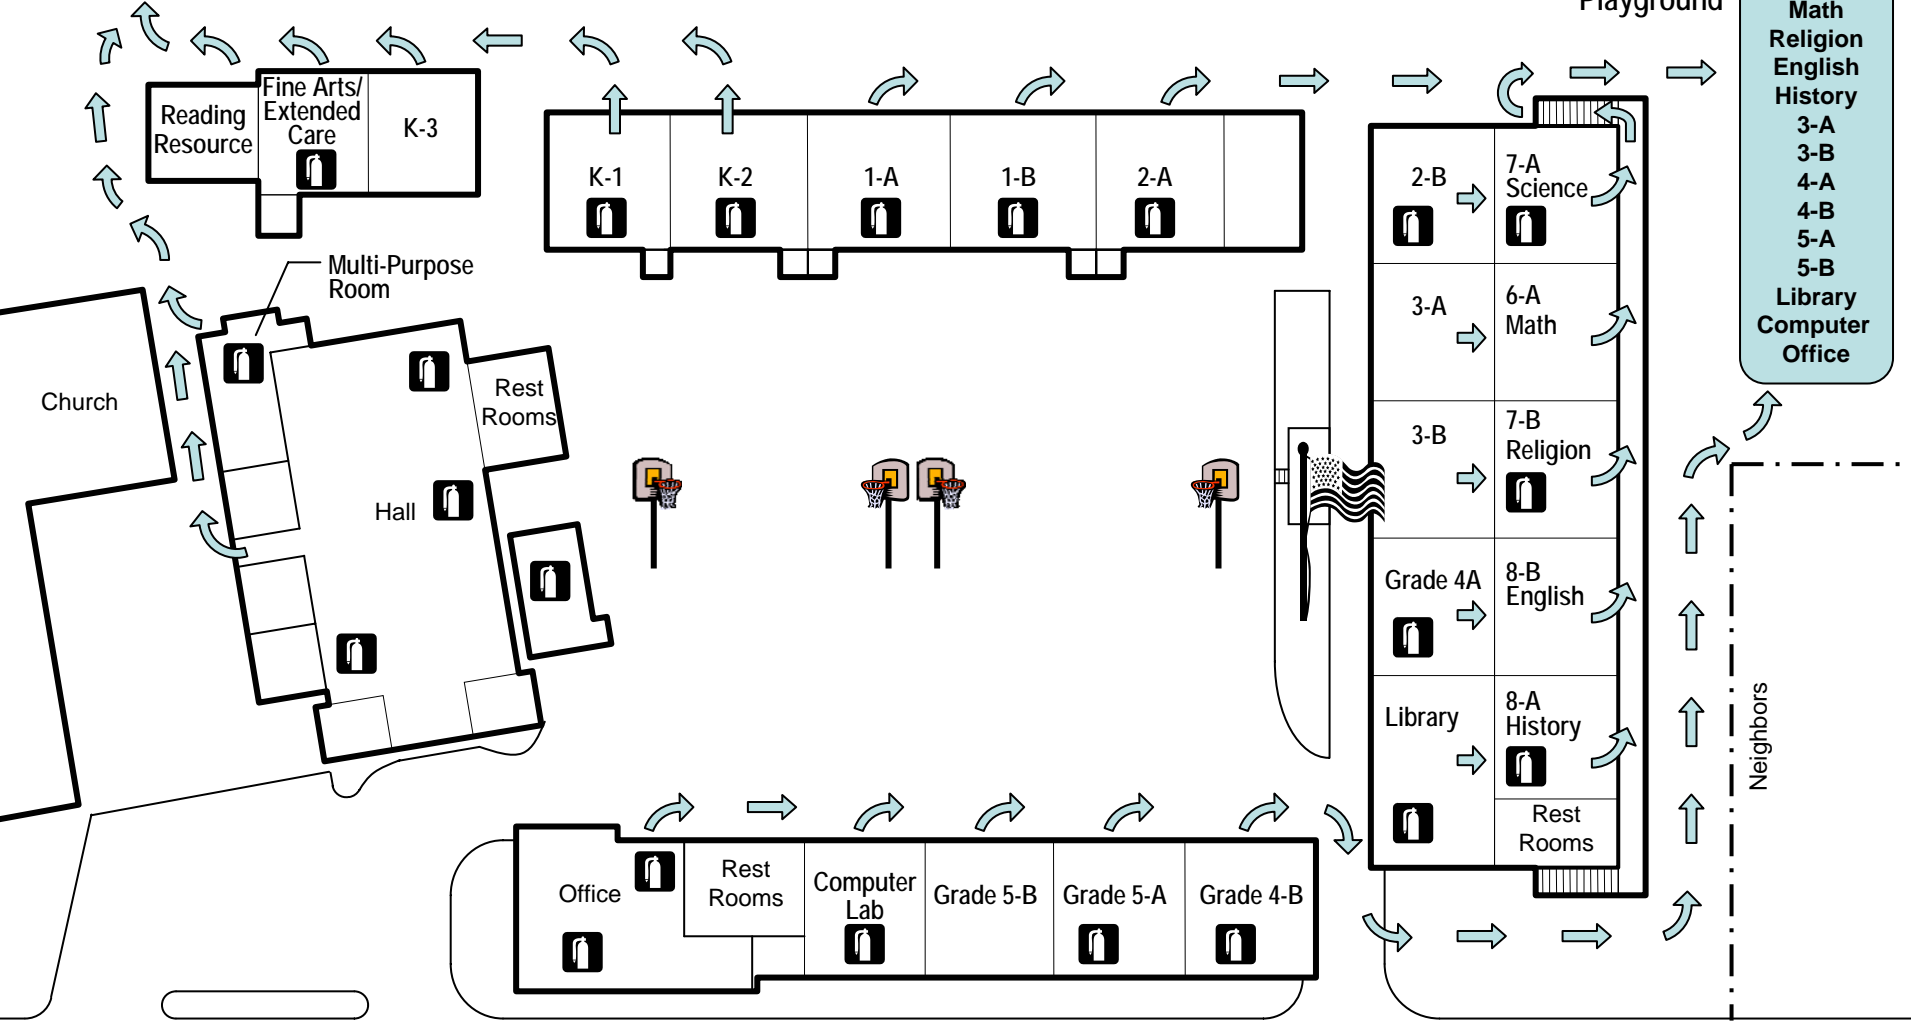 Playground
Math
Religion
English
History
3-A
3-B
4-A
4-B
5-A
5-B
Library
Computer
Office
Reading
Resource
Fine Arts/
Extended
Care
K-3
K-1
K-2
1-A
1-B
2-A
2-B
7-A
Science
3-A
6-A
Math
3-B
7-B
Religion
Grade 4A
8-B
English
Library
8-A
History
Rest
Rooms
Multi-Purpose
Room
Church
Rest
Rooms
Hall
Neighbors
Office
Rest
Rooms
Computer
Lab
Grade 5-B
Grade 5-A
Grade 4-B